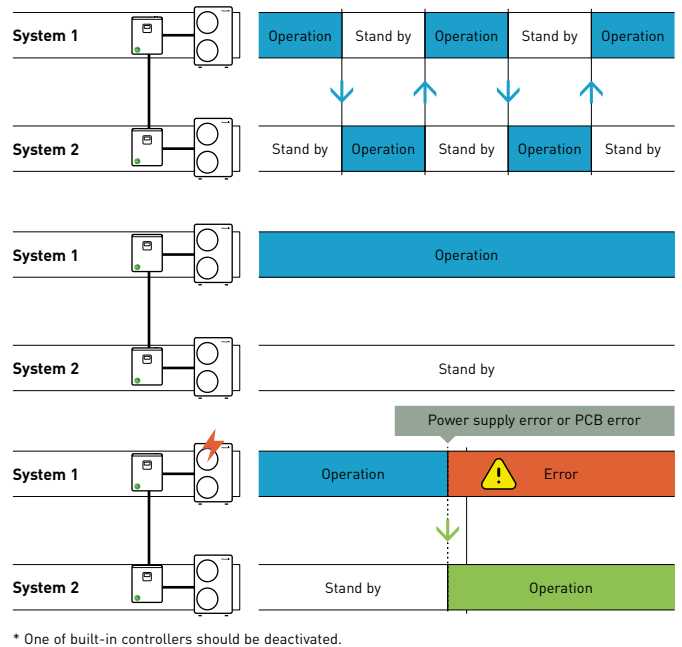 System 1 Operation Stand by Operation Stand by Operation
System 2 Stand by Operation Stand by Operation Stand by
System 1 Operation
System 2 Stand by
Power supply error or PCB error
System 1 Operation Error
System 2 Stand by Operation
* One of built-in controllers should be deactivated.